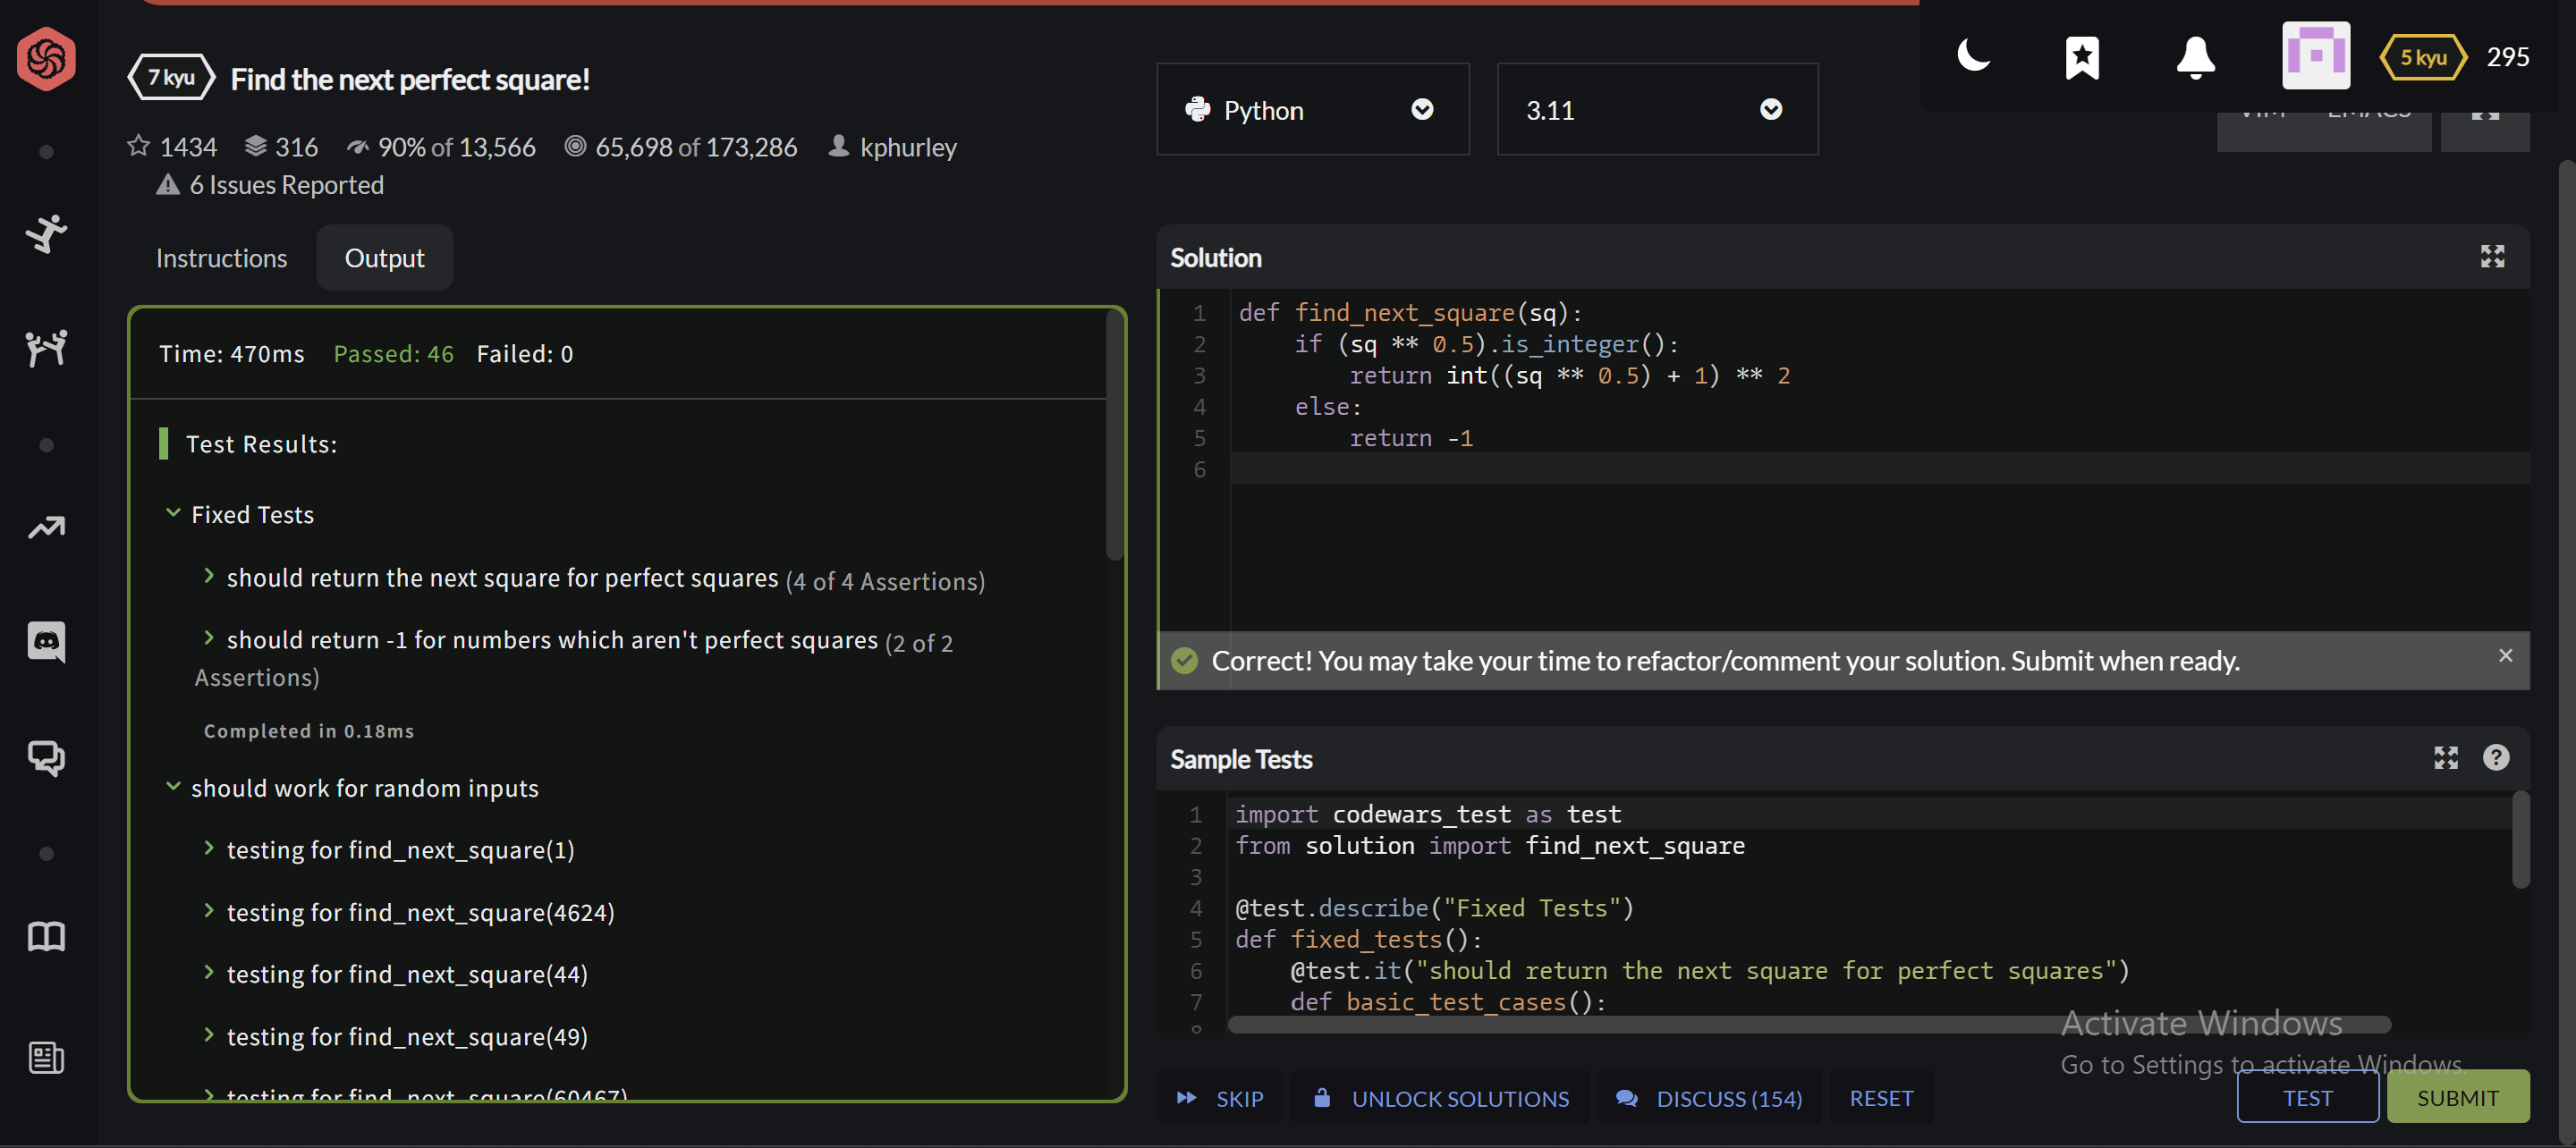 7 kyu Find the next perfect square!
1434 316 90% of 13,566 65,698 of 173,286 kphurley
6 Issues Reported
Instructions Output
Time: 470ms Passed: 46 Failed: 0
Test Results:
Fixed Tests
should return the next square for perfect squares (4 of 4 Assertions)
should return -1 for numbers which aren't perfect squares (2 of 2
Assertions)
Completed in 0.18ms
should work for random inputs
testing for find_next_square(1)
testing for find_next_square(4624)
testing for find_next_square(44)
testing for find_next_square(49)
testing for find_next_square(60467)
Python 3.11
5 kyu 295
VIM EMACS
Solution
1 def find_next_square(sq):
2 if (sq ** 0.5).is_integer():
3 return int((sq ** 0.5) + 1) ** 2
4 else:
5 return -1
6
Correct! You may take your time to refactor/comment your solution. Submit when ready.
Sample Tests
1 import codewars_test as test
2 from solution import find_next_square
3
4 @test.describe("Fixed Tests")
5 def fixed_tests():
6 @test.it("should return the next square for perfect squares")
7 def basic_test_cases():
8
Activate Windows
Go to Settings to activate Windows.
SKIP UNLOCK SOLUTIONS DISCUSS (154) RESET TEST SUBMIT